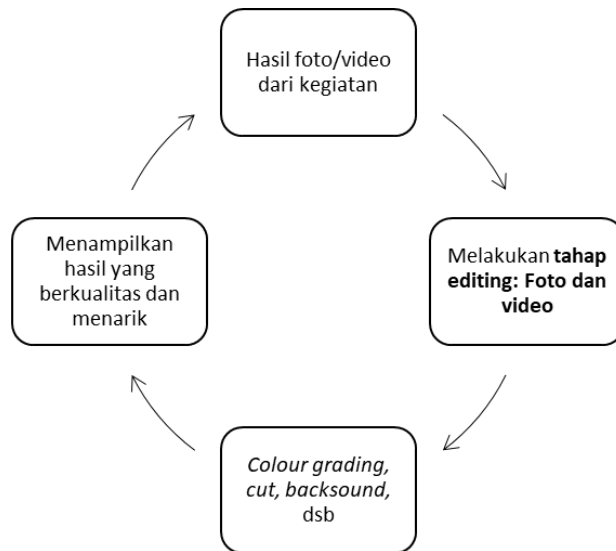 Hasil foto/video
dari kegiatan
Melakukan tahap
editing: Foto dan
video
Colour grading,
cut, backsound,
dsb
Menampilkan
hasil yang
berkualitas dan
menarik